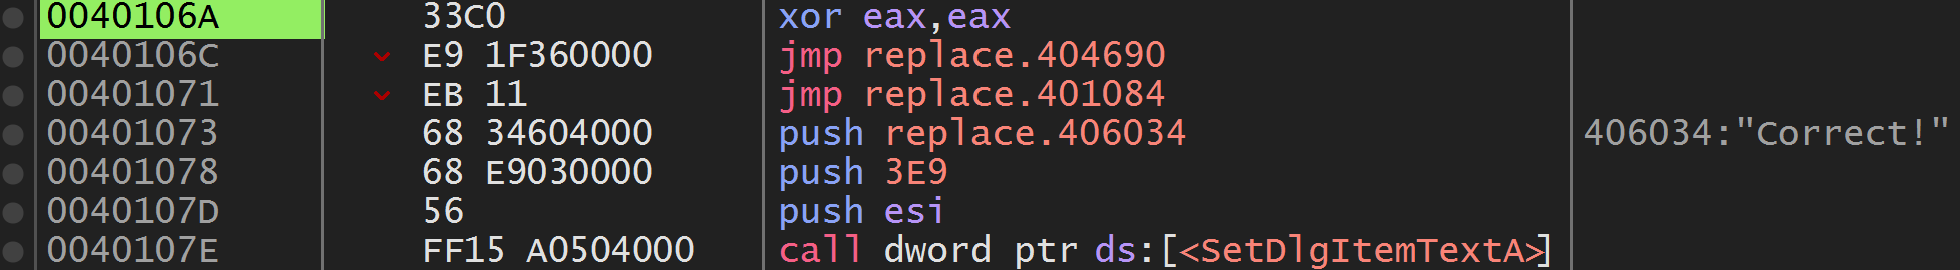 0040106A 33C0 xor eax,eax
0040106C E9 1F360000 jmp replace.404690
00401071 EB 11 jmp replace.401084
00401073 68 34604000 push replace.406034 406034:"Correct!"
00401078 68 E9030000 push 3E9
0040107D 56 push esi
0040107E FF15 A0504000 call dword ptr ds:[<SetDlgItemTextA>]